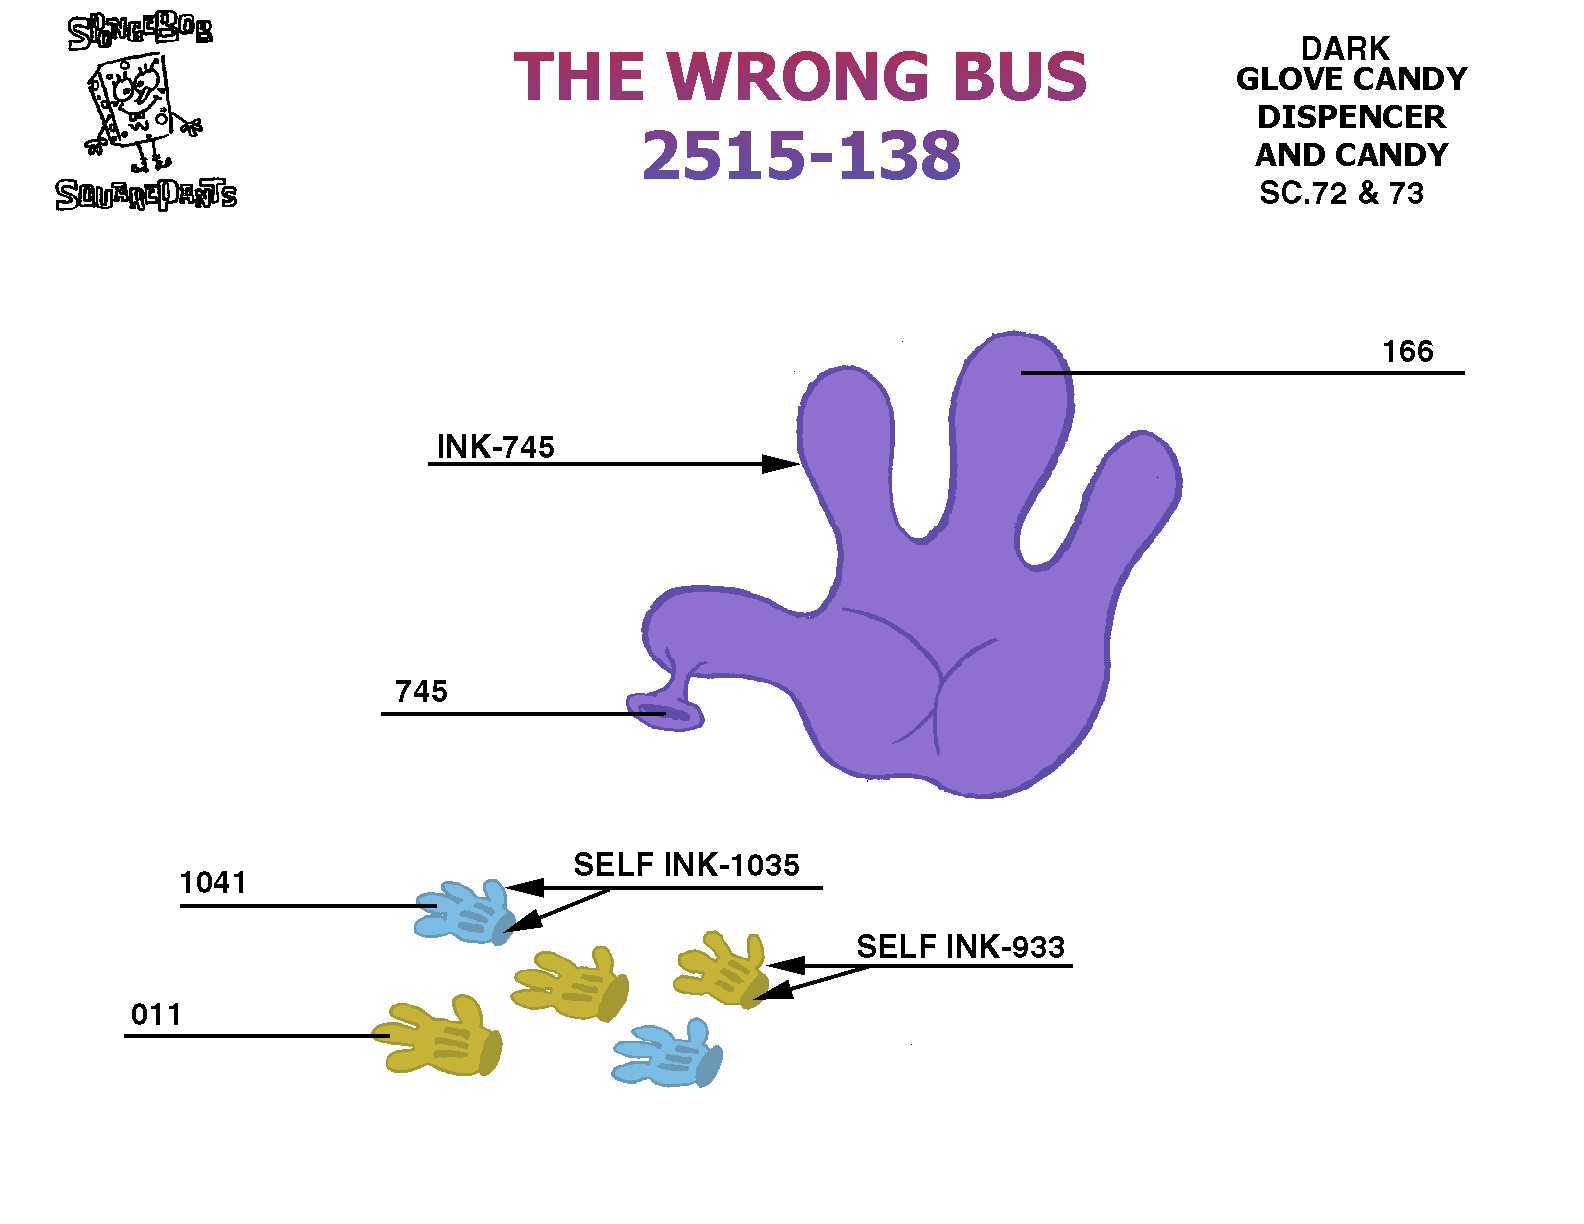 SPONGEBOB
SQUAREPANTS
THE WRONG BUS
2515-138
DARK
GLOVE CANDY
DISPENCER
AND CANDY
SC.72 & 73
166
INK-745
745
SELF INK-1035
1041
SELF INK-933
011